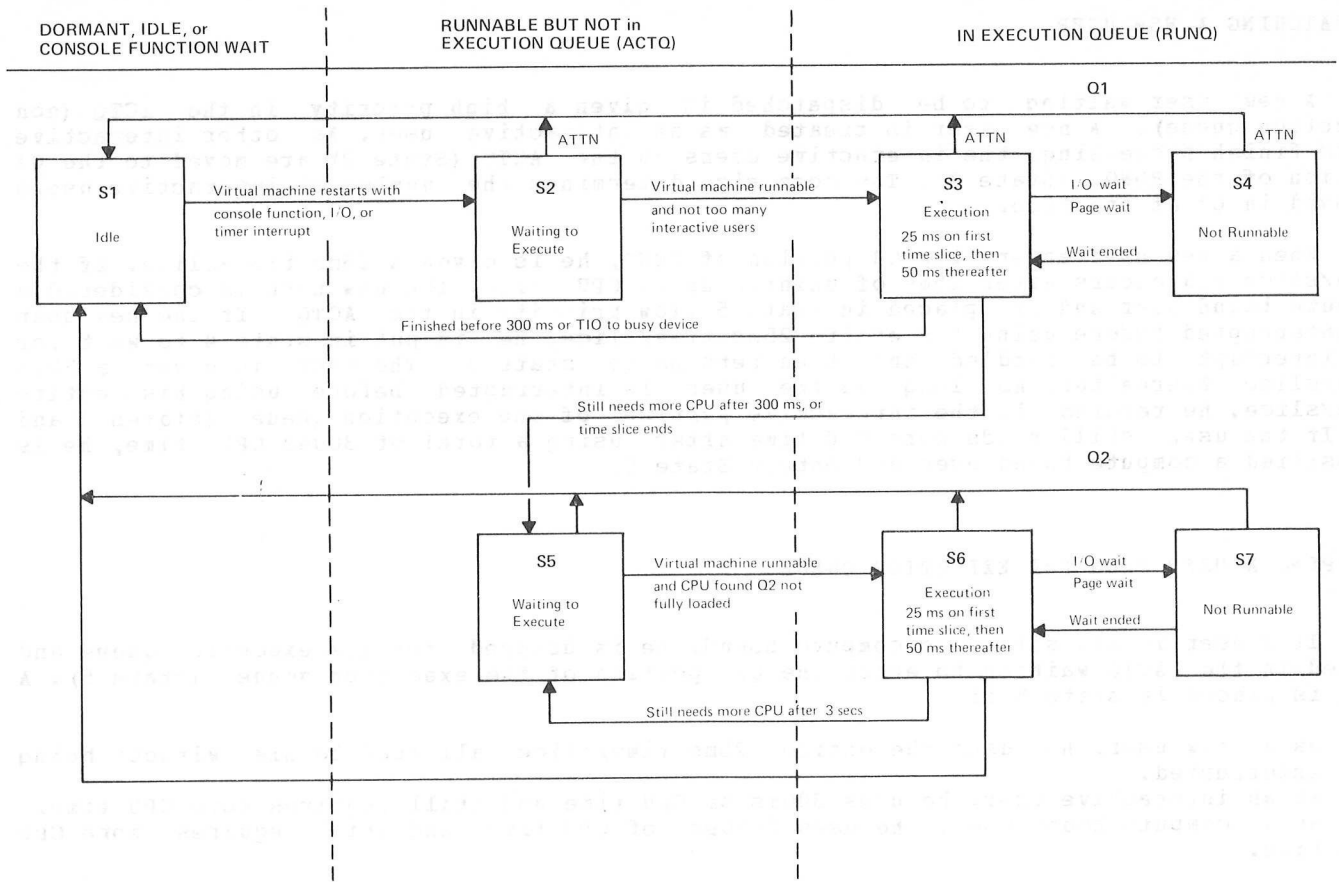 DORMANT, IDLE, or
CONSOLE FUNCTION WAIT
RUNNABLE BUT NOT in
EXECUTION QUEUE (ACTQ)
IN EXECUTION QUEUE (RUNQ)
Q1
ATTN
ATTN
ATTN
S1
Idle
Virtual machine restarts with
console function, I/O, or
timer interrupt
S2
Waiting to
Execute
Virtual machine runnable
and not too many
interactive users
S3
Execution
25 ms on first
time slice, then
50 ms thereafter
I/O wait
Page wait
Wait ended
S4
Not Runnable
Finished before 300 ms or TIO to busy device
Still needs more CPU after 300 ms, or
time slice ends
Q2
S5
Waiting to
Execute
Virtual machine runnable
and CPU found Q2 not
fully loaded
S6
Execution
25 ms on first
time slice, then
50 ms thereafter
I/O wait
Page wait
Wait ended
S7
Not Runnable
Still needs more CPU after 3 secs